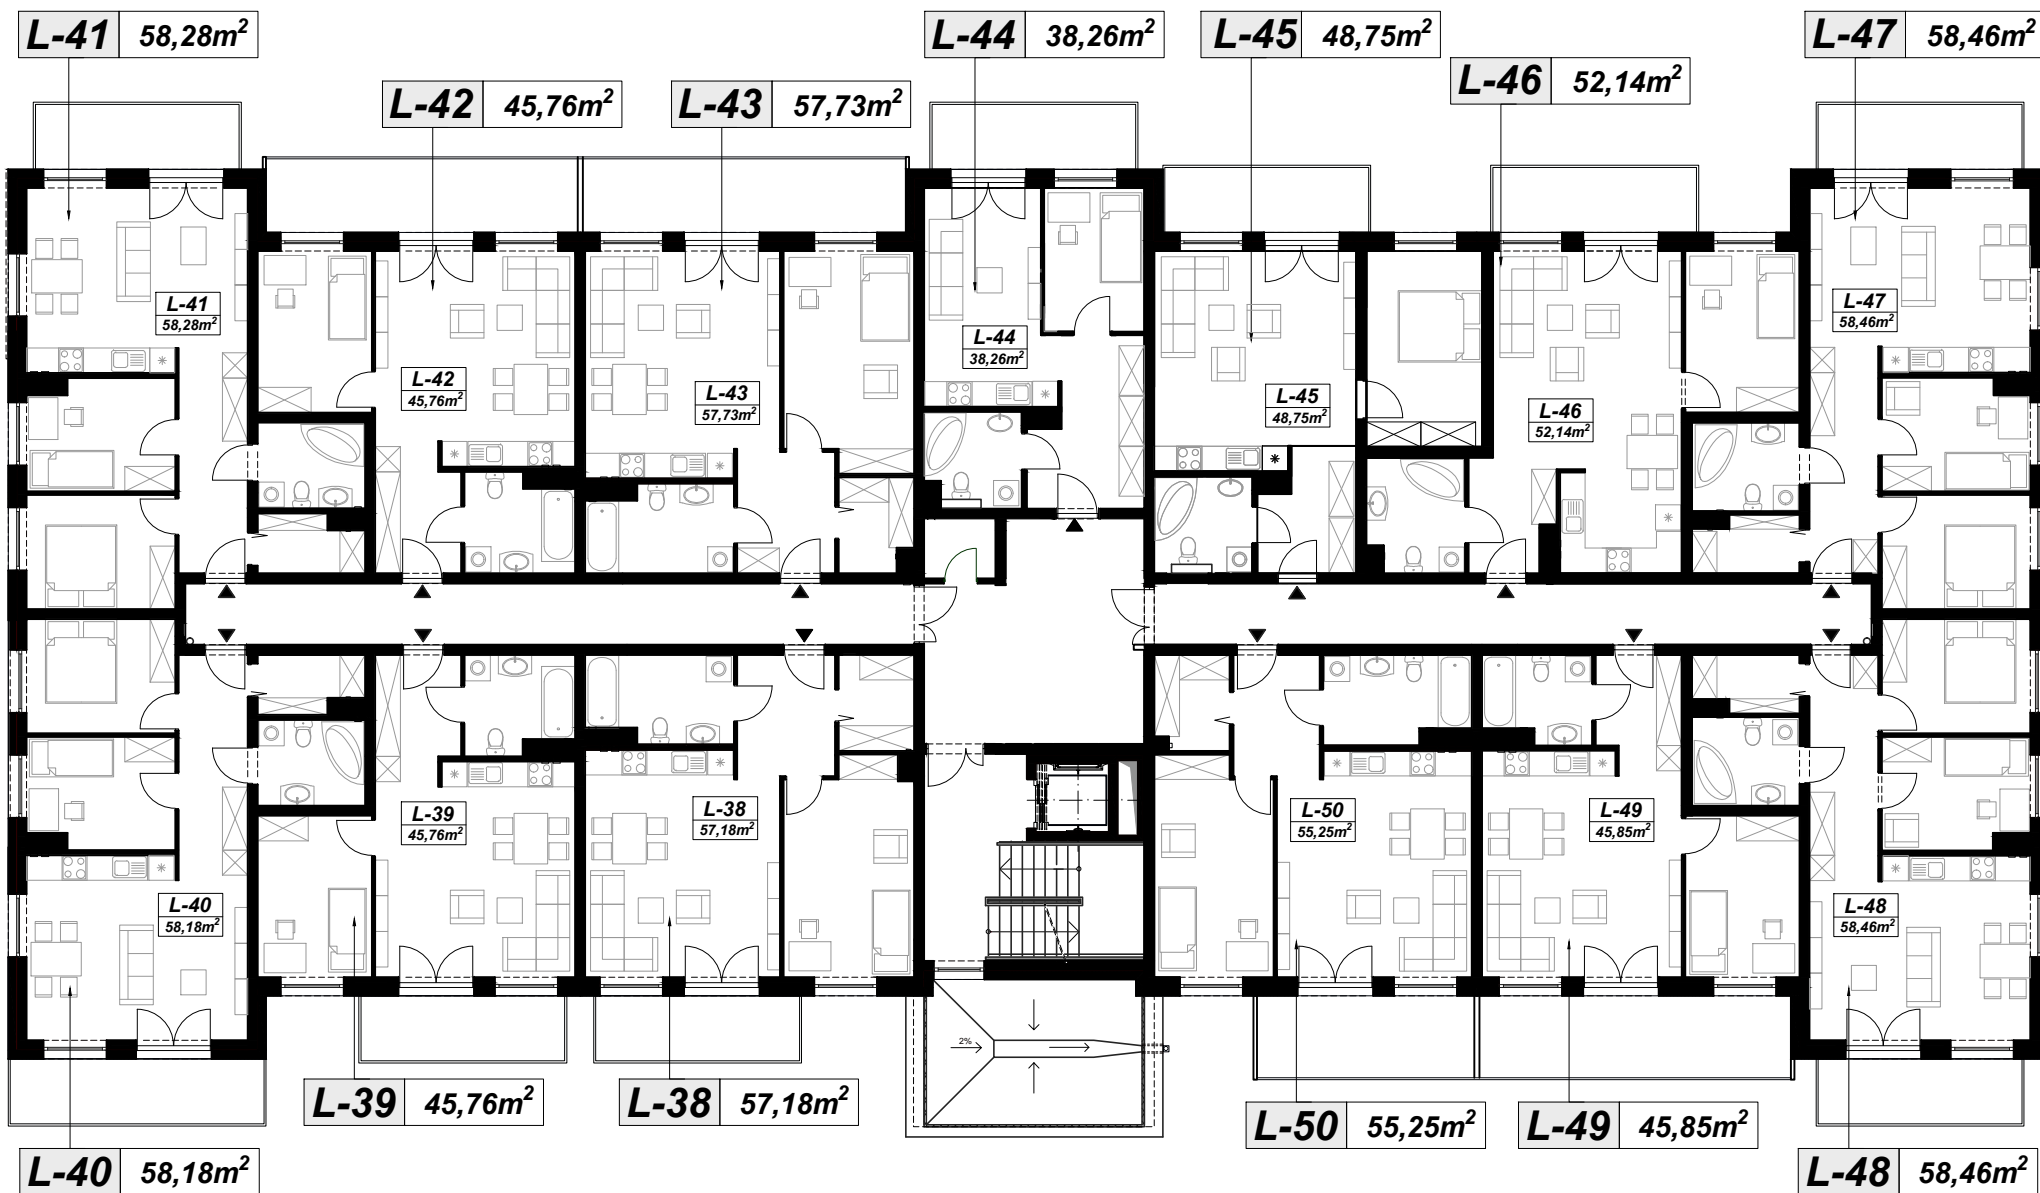 L-41 58,28m²
L-44 38,26m²
L-45 48,75m²
L-47 58,46m²
L-42 45,76m²
L-43 57,73m²
L-46 52,14m²
L-41
58,28m²
L-42
45,76m²
L-43
57,73m²
L-44
38,26m²
L-45
48,75m²
L-46
52,14m²
L-47
58,46m²
L-40
58,18m²
L-39
45,76m²
L-38
57,18m²
L-50
55,25m²
L-49
45,85m²
L-48
58,46m²
2%
L-39 45,76m²
L-38 57,18m²
L-50 55,25m²
L-49 45,85m²
L-40 58,18m²
L-48 58,46m²